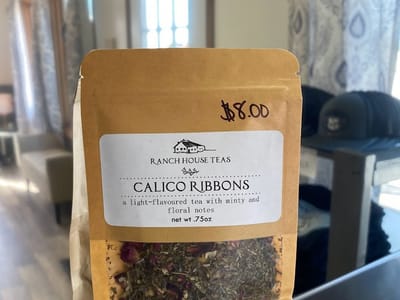 $8.00
RANCH HOUSE TEAS
CALICO RIBBONS
a light-flavoured tea with minty and
floral notes
net wt .75oz